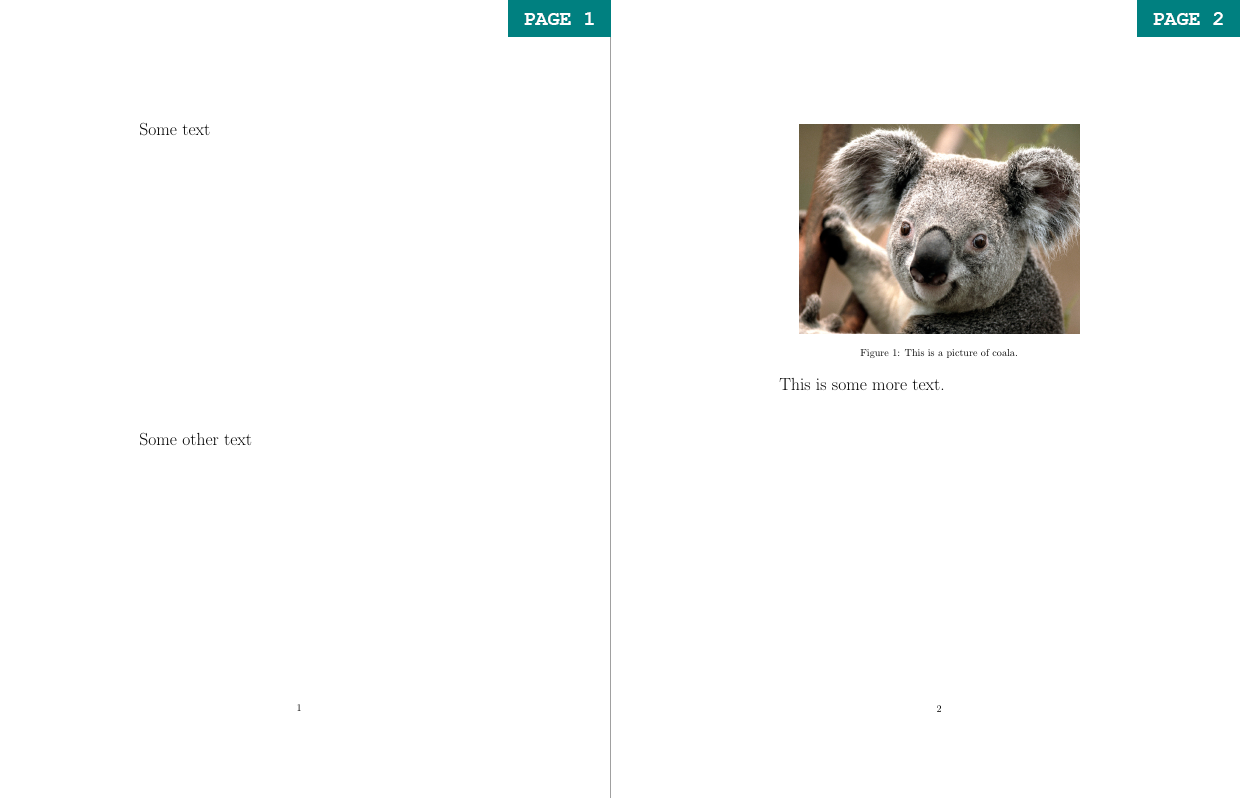 PAGE 1
Some text
Some other text
1
PAGE 2
Figure 1: This is a picture of coala.
This is some more text.
2